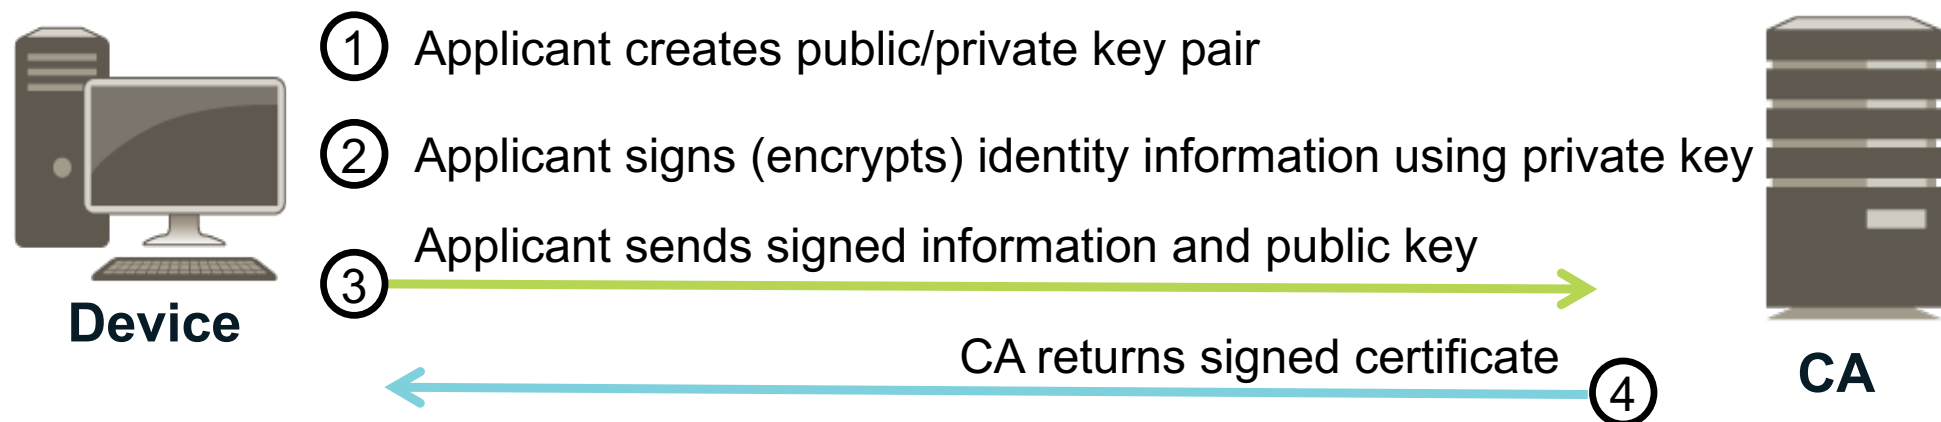 1 Applicant creates public/private key pair
2 Applicant signs (encrypts) identity information using private key
Applicant sends signed information and public key
3
Device
CA returns signed certificate
4
CA